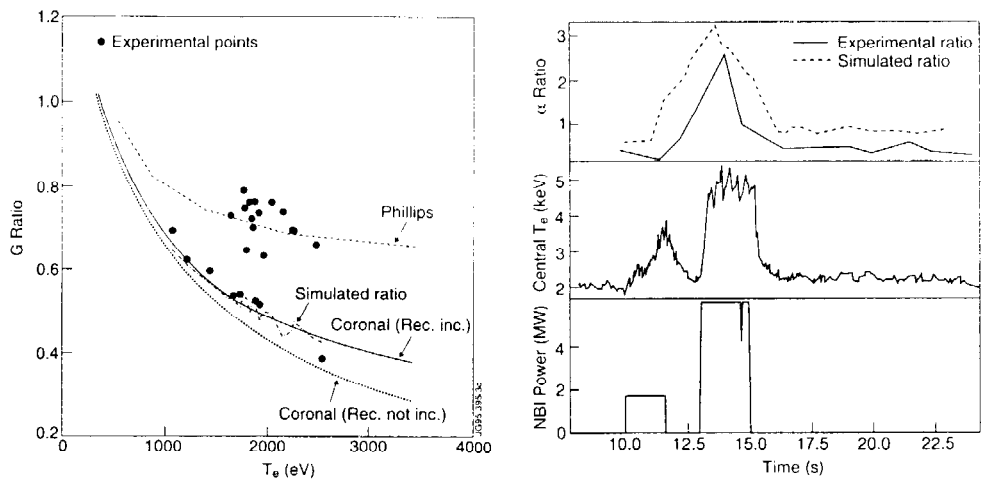 1.2
1.0
0.8
0.6
0.4
0.2
G Ratio
Experimental points
Phillips
Simulated ratio
Coronal (Rec. inc.)
Coronal (Rec. not inc.)
JG95.395.3c
0
1000
2000
3000
4000
Te (eV)
3
2
1
α Ratio
Experimental ratio
Simulated ratio
5
4
3
2
Central Te (keV)
4
2
0
NBI Power (MW)
10.0
12.5
15.0
17.5
20.0
22.5
Time (s)